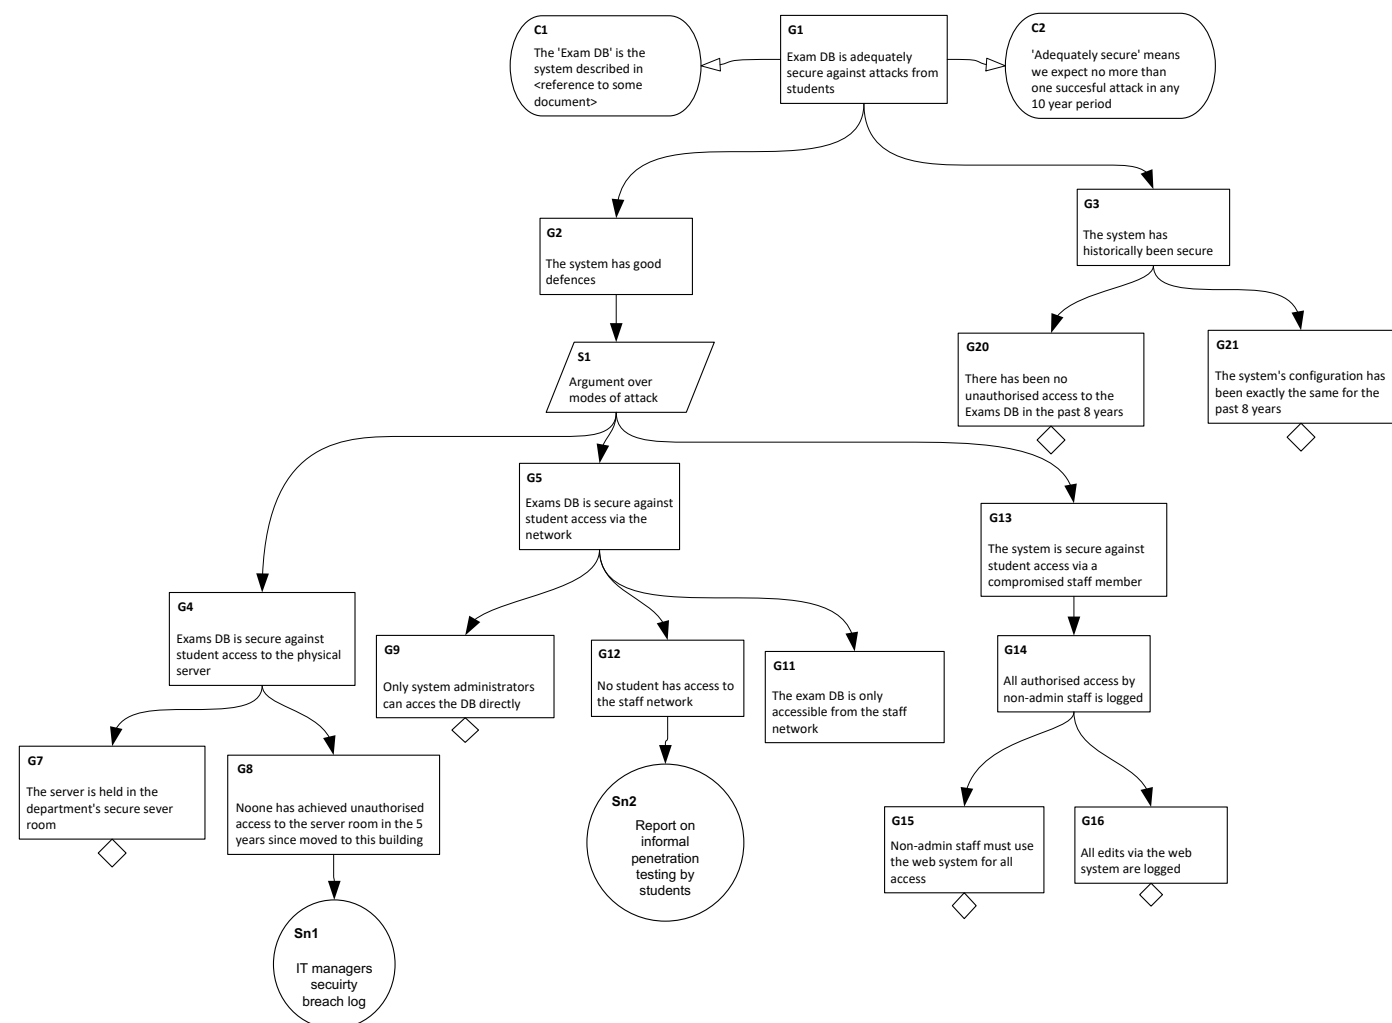 C1
The 'Exam DB' is the
system described in
<reference to some
document>
G1
Exam DB is adequately
secure against attacks from
students
C2
'Adequately secure' means
we expect no more than
one succesful attack in any
10 year period
G2
The system has good
defences
G3
The system has
historically been secure
S1
Argument over
modes of attack
G20
There has been no
unauthorised access to the
Exams DB in the past 8 years
G21
The system's configuration has
been exactly the same for the
past 8 years
G5
Exams DB is secure against
student access via the
network
G13
The system is secure against
student access via a
compromised staff member
G4
Exams DB is secure against
student access to the physical
server
G9
Only system administrators
can acces the DB directly
G12
No student has access to
the staff network
G11
The exam DB is only
accessible from the staff
network
G14
All authorised access by
non-admin staff is logged
G7
The server is held in the
department's secure sever
room
G8
Noone has achieved unauthorised
access to the server room in the 5
years since moved to this building
Sn2
Report on
informal
penetration
testing by
students
G15
Non-admin staff must use
the web system for all
access
G16
All edits via the web
system are logged
Sn1
IT managers
secuirty
breach log